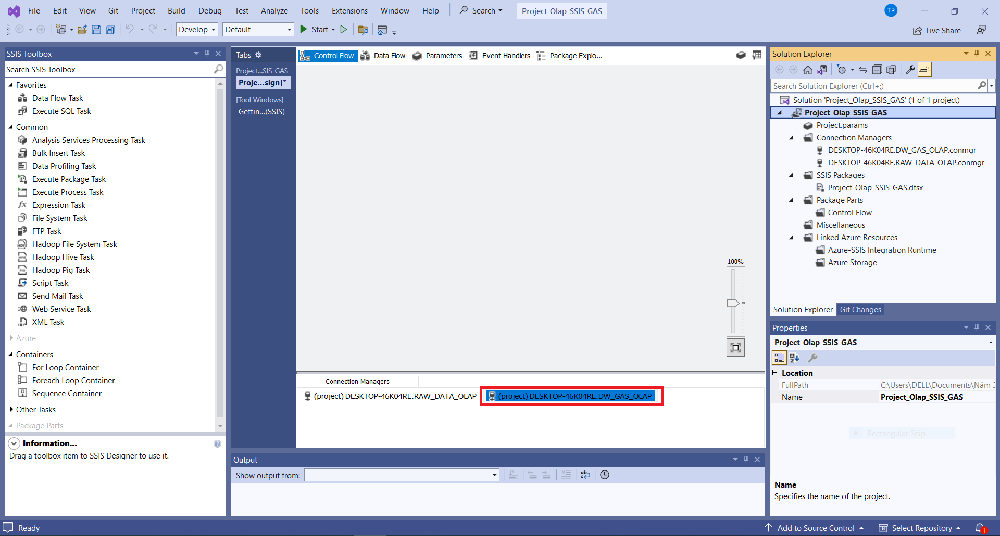 File Edit View Git Project Build Debug Test Analyze Tools Extensions Window Help Search Project_Olap_SSIS_GAS TP
Develop Default Start Live Share
SSIS Toolbox
Search SSIS Toolbox
Favorites
Data Flow Task
Execute SQL Task
Common
Analysis Services Processing Task
Bulk Insert Task
Data Profiling Task
Execute Package Task
Execute Process Task
Expression Task
File System Task
FTP Task
Hadoop File System Task
Hadoop Hive Task
Hadoop Pig Task
Script Task
Send Mail Task
Web Service Task
XML Task
Azure
Containers
For Loop Container
Foreach Loop Container
Sequence Container
Other Tasks
Package Parts
Information...
Drag a toolbox item to SSIS Designer to use it.
Tabs
Project...SIS_GAS
Proje...sign]*
[Tool Windows]
Gettin...(SSIS)
Control Flow Data Flow Parameters Event Handlers Package Explo...
100%
Connection Managers
(project) DESKTOP-46K04RE.RAW_DATA_OLAP (project) DESKTOP-46K04RE.DW_GAS_OLAP
Output
Show output from:
Solution Explorer
Search Solution Explorer (Ctrl+;)
Solution 'Project_Olap_SSIS_GAS' (1 of 1 project)
Project_Olap_SSIS_GAS
Project.params
Connection Managers
DESKTOP-46K04RE.DW_GAS_OLAP.conmgr
DESKTOP-46K04RE.RAW_DATA_OLAP.conmgr
SSIS Packages
Project_Olap_SSIS_GAS.dtsx
Package Parts
Control Flow
Miscellaneous
Linked Azure Resources
Azure-SSIS Integration Runtime
Azure Storage
Solution Explorer Git Changes
Properties
Project_Olap_SSIS_GAS
Location
FullPath C:\Users\DELL\Documents\Năm 3
Name Project_Olap_SSIS_GAS
Rectangular Snip
Name
Specifies the name of the project.
Ready Add to Source Control Select Repository 1